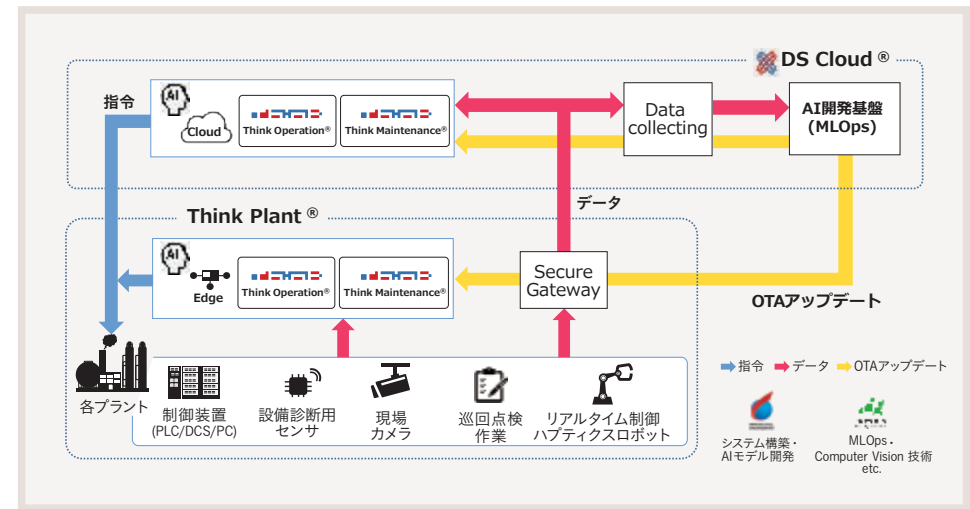 DS Cloud ®
指令
AI
Cloud
Think Operation®
Think Maintenance®
Data
collecting
AI開発基盤
(MLOps)
データ
Think Plant ®
AI
Edge
Think Operation®
Think Maintenance®
Secure
Gateway
OTAアップデート
各プラント
制御装置
(PLC/DCS/PC)
設備診断用
センサ
現場
カメラ
巡回点検
作業
リアルタイム制御
ハプティクスロボット
指令 データ OTAアップデート
システム構築・
AIモデル開発
MLOps・
Computer Vision 技術
etc.